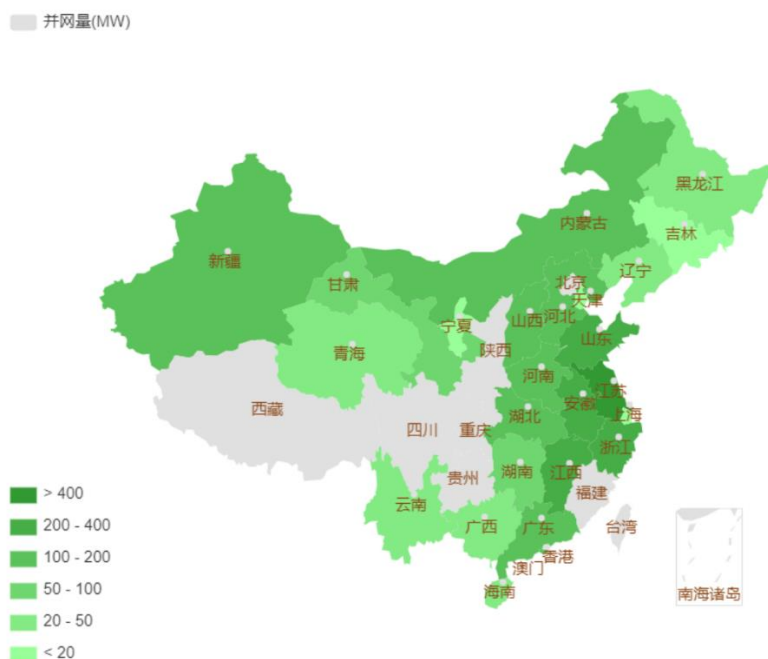 并网量(MW)
黑龙江
吉林
内蒙古
辽宁
北京
天津
新疆
甘肃
宁夏
山西
河北
山东
青海
陕西
河南
江苏
安徽
上海
西藏
四川
重庆
湖北
浙江
贵州
湖南
江西
福建
云南
广西
广东
台湾
香港
澳门
海南
南海诸岛
> 400
200 - 400
100 - 200
50 - 100
20 - 50
< 20